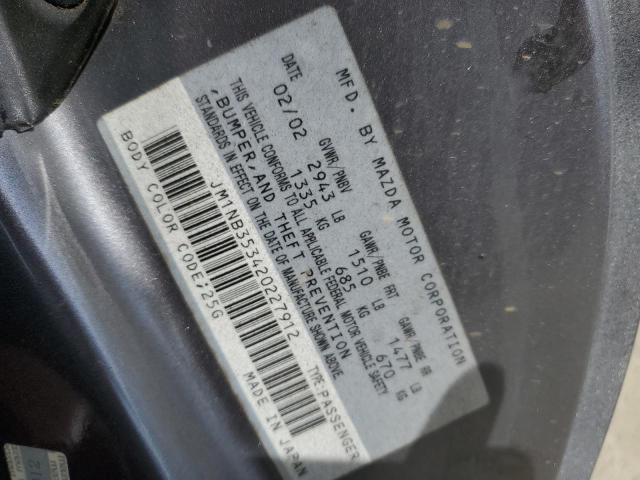 MFD. BY MAZDA MOTOR CORPORATION
DATE GVWR/PNBV GAWR/PNBE FRT GAWR/PNBE RR
02/02 2943 LB 1510 LB 1477 LB
1335 KG 685 KG 670 KG
THIS VEHICLE CONFORMS TO ALL APPLICABLE FEDERAL MOTOR VEHICLE SAFETY
, BUMPER, AND THEFT PREVENTION
STANDARDS IN EFFECT ON THE DATE OF MANUFACTURE SHOWN ABOVE
JM1NB353420227912 TYPE:PASSENGER
BODY COLOR CODE;25G MADE IN JAPAN
12